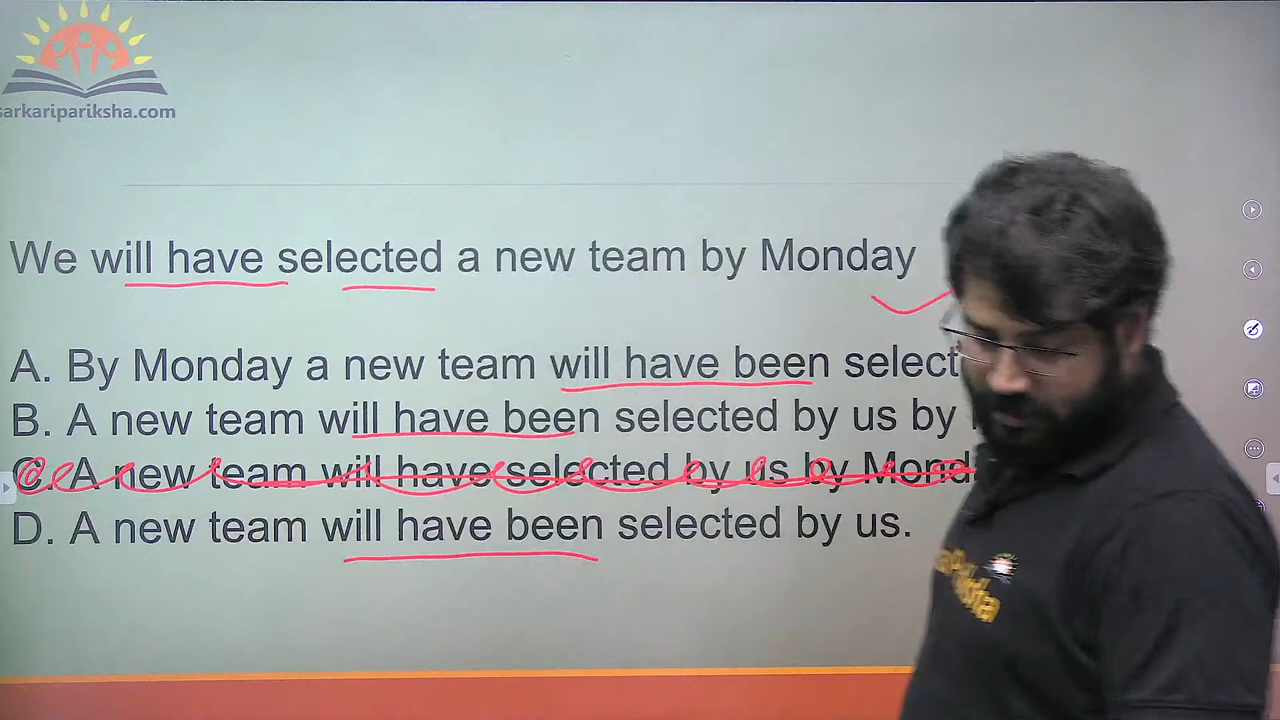 sarkaripariksha.com
We will have selected a new team by Monday
A. By Monday a new team will have been select
B. A new team will have been selected by us by
C. A new team will have selected by us by Mond
D. A new team will have been selected by us.